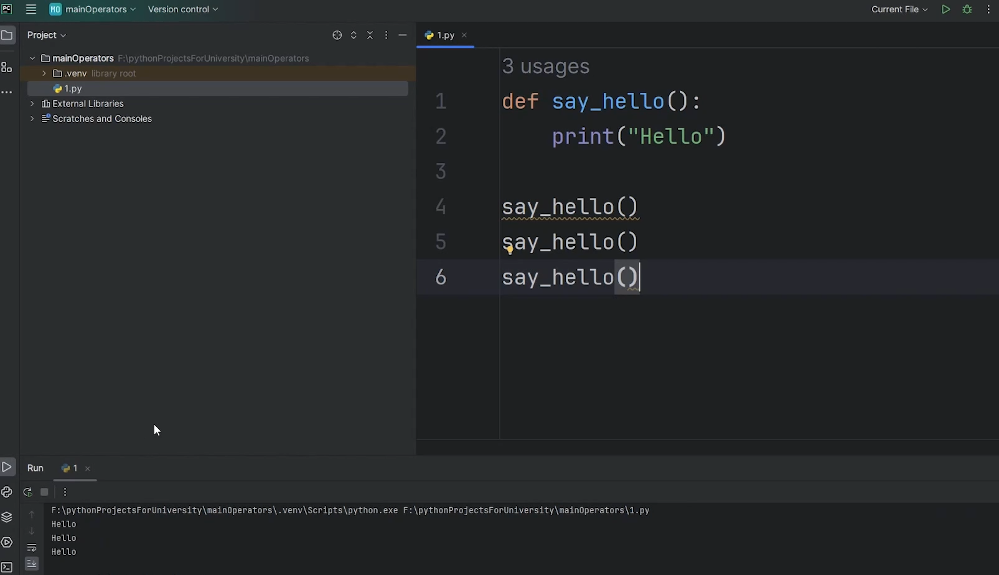 PC MO mainOperators Version control Current File
Project
1.py
mainOperators F:\pythonProjectsForUniversity\mainOperators
.venv library root
1.py
External Libraries
Scratches and Consoles
3 usages
1 def say_hello():
2     print("Hello")
3
4 say_hello()
5 say_hello()
6 say_hello()
Run 1
F:\pythonProjectsForUniversity\mainOperators\.venv\Scripts\python.exe F:\pythonProjectsForUniversity\mainOperators\1.py
Hello
Hello
Hello